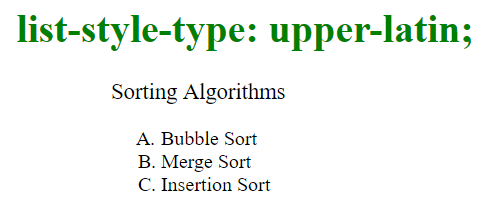 list-style-type: upper-latin;
Sorting Algorithms
A. Bubble Sort
B. Merge Sort
C. Insertion Sort